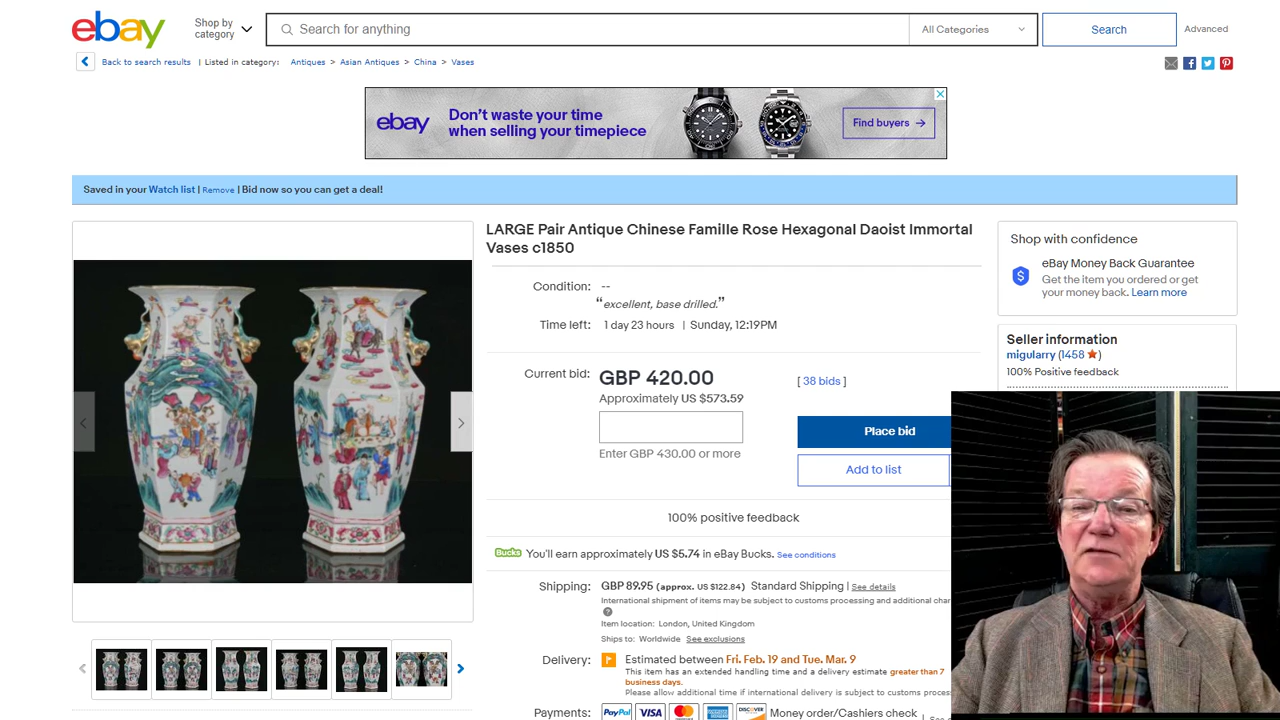 ebay
Shop by
category
Search for anything
All Categories
Search
Advanced
Back to search results | Listed in category: Antiques > Asian Antiques > China > Vases
ebay
Don't waste your time
when selling your timepiece
Find buyers →
Saved in your Watch list | Remove | Bid now so you can get a deal!
LARGE Pair Antique Chinese Famille Rose Hexagonal Daoist Immortal
Vases c1850
Condition: --
"excellent, base drilled."
Time left: 1 day 23 hours | Sunday, 12:19PM
Current bid: GBP 420.00
[ 38 bids ]
Approximately US $573.59
Enter GBP 430.00 or more
Place bid
Add to list
100% positive feedback
Bucks You'll earn approximately US $5.74 in eBay Bucks. See conditions
Shipping: GBP 89.95 (approx. US $122.84) Standard Shipping | See details
International shipment of items may be subject to customs processing and additional char
Item location: London, United Kingdom
Ships to: Worldwide See exclusions
Delivery: Estimated between Fri. Feb. 19 and Tue. Mar. 9
This item has an extended handling time and a delivery estimate greater than 7
business days.
Please allow additional time if international delivery is subject to customs proces
Payments: PayPal VISA MasterCard DISCOVER Money order/Cashiers check
Shop with confidence
eBay Money Back Guarantee
Get the item you ordered or get
your money back. Learn more
Seller information
migularry (1458 ★)
100% Positive feedback